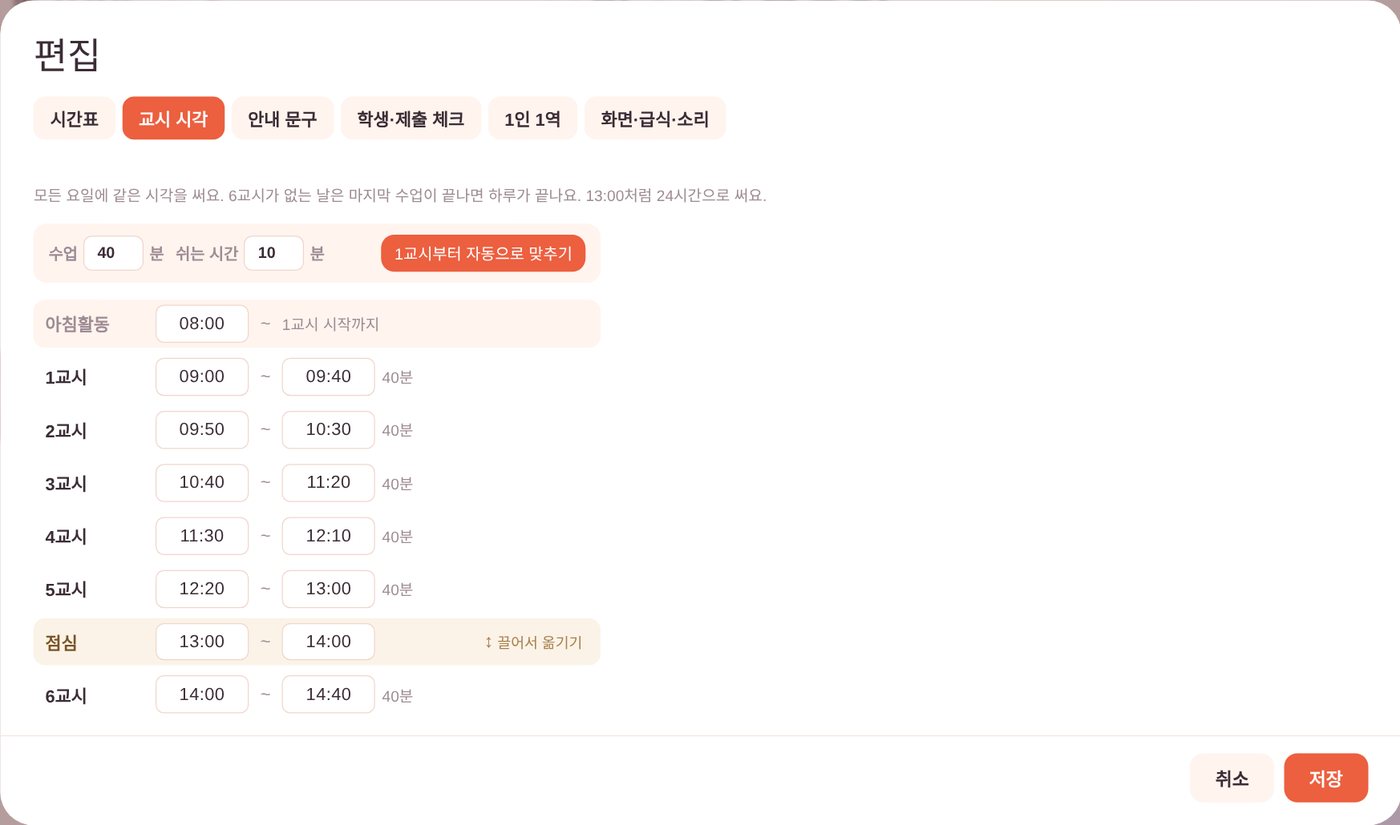 편집
시간표 교시 시각 안내 문구 학생·제출 체크 1인 1역 화면·급식·소리
모든 요일에 같은 시각을 써요. 6교시가 없는 날은 마지막 수업이 끝나면 하루가 끝나요. 13:00처럼 24시간으로 써요.
수업 40 분 쉬는 시간 10 분 1교시부터 자동으로 맞추기
아침활동 08:00 ~ 1교시 시작까지
1교시 09:00 ~ 09:40 40분
2교시 09:50 ~ 10:30 40분
3교시 10:40 ~ 11:20 40분
4교시 11:30 ~ 12:10 40분
5교시 12:20 ~ 13:00 40분
점심 13:00 ~ 14:00 ↕ 끌어서 옮기기
6교시 14:00 ~ 14:40 40분
취소 저장